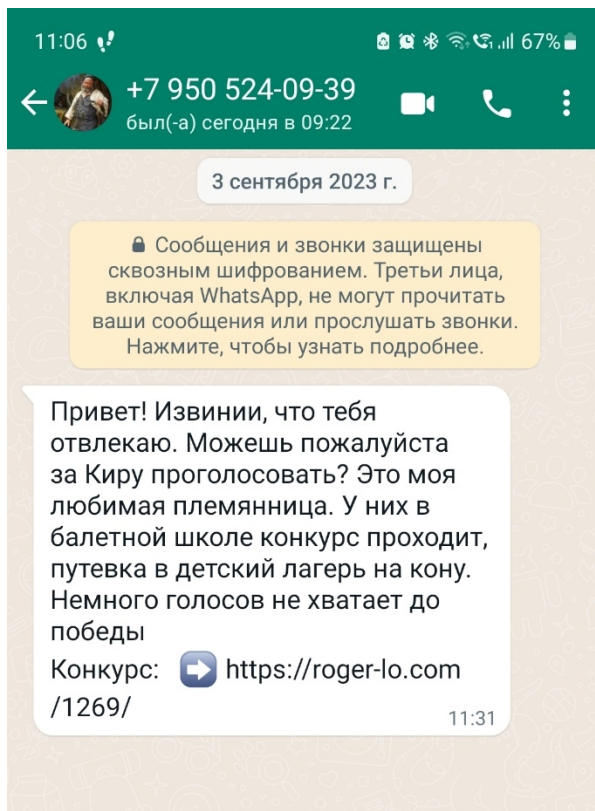 11:06 67%
+7 950 524-09-39
был(-а) сегодня в 09:22
3 сентября 2023 г.
Сообщения и звонки защищены
сквозным шифрованием. Третьи лица,
включая WhatsApp, не могут прочитать
ваши сообщения или прослушать звонки.
Нажмите, чтобы узнать подробнее.
Привет! Извинии, что тебя
отвлекаю. Можешь пожалуйста
за Киру проголосовать? Это моя
любимая племянница. У них в
балетной школе конкурс проходит,
путевка в детский лагерь на кону.
Немного голосов не хватает до
победы
Конкурс: ➡ https://roger-lo.com
/1269/
11:31